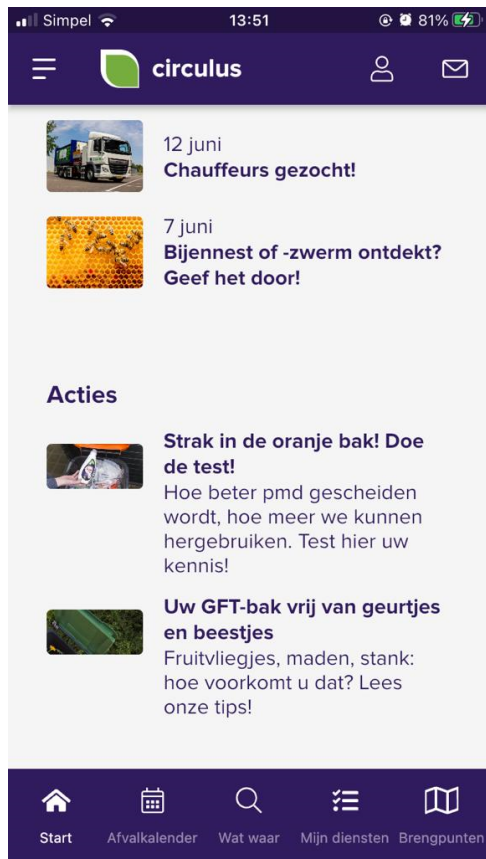 Simpel 13:51 81%
circulus
12 juni
Chauffeurs gezocht!
7 juni
Bijennest of -zwerm ontdekt?
Geef het door!
Acties
Strak in de oranje bak! Doe
de test!
Hoe beter pmd gescheiden
wordt, hoe meer we kunnen
hergebruiken. Test hier uw
kennis!
Uw GFT-bak vrij van geurtjes
en beestjes
Fruitvliegjes, maden, stank:
hoe voorkomt u dat? Lees
onze tips!
Start Afvalkalender Wat waar Mijn diensten Brengpunten